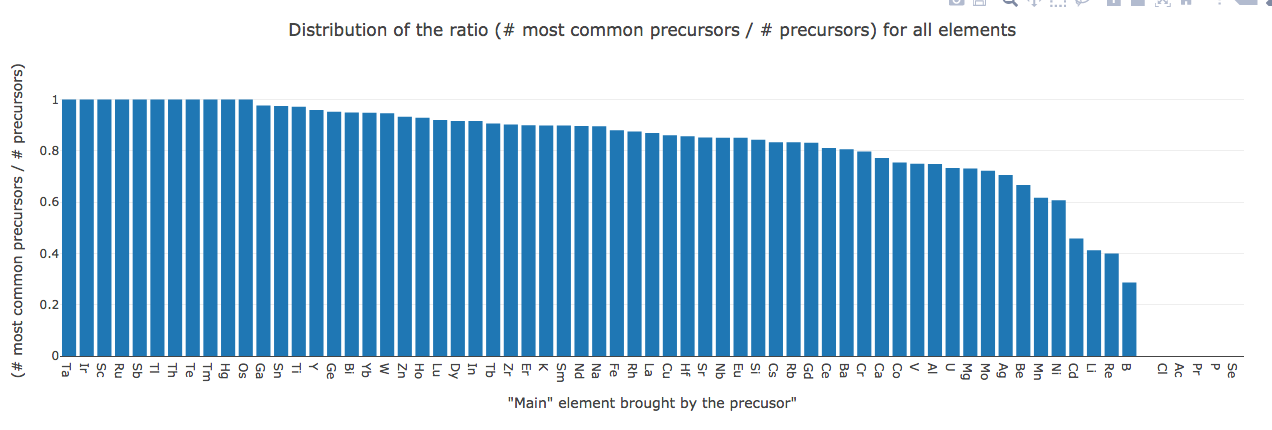 Distribution of the ratio (# most common precursors / # precursors) for all elements
(# most common precursors / # precursors)
1
0.8
0.6
0.4
0.2
0
Ta Ir Sc Ru Sb Tl Th Te Tm Hg Os Ga Sn Ti Y Ge Bi Yb W Zn Ho Lu Dy In Tb Zr Er K Sm Nd Na Fe Rh La Cu Hf Sr Nb Eu Si Cs Rb Gd Ce Ba Cr Ca Co V Al U Mg Mo Ag Be Mn Ni Cd Li Re B Cl Ac Pr P Se
"Main" element brought by the precusor"